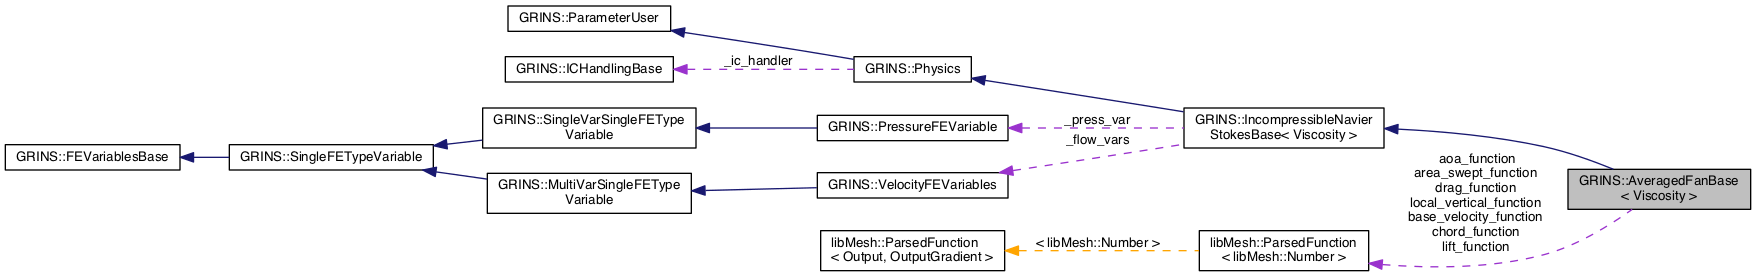 GRINS::ParameterUser
GRINS::ICHandlingBase
_ic_handler
GRINS::Physics
GRINS::SingleVarSingleFEType
Variable
GRINS::PressureFEVariable
_press_var
_flow_vars
GRINS::IncompressibleNavier
StokesBase< Viscosity >
GRINS::FEVariablesBase
GRINS::SingleFETypeVariable
GRINS::MultiVarSingleFEType
Variable
GRINS::VelocityFEVariables
aoa_function
area_swept_function
drag_function
local_vertical_function
base_velocity_function
chord_function
lift_function
GRINS::AveragedFanBase
< Viscosity >
libMesh::ParsedFunction
< Output, OutputGradient >
< libMesh::Number >
libMesh::ParsedFunction
< libMesh::Number >